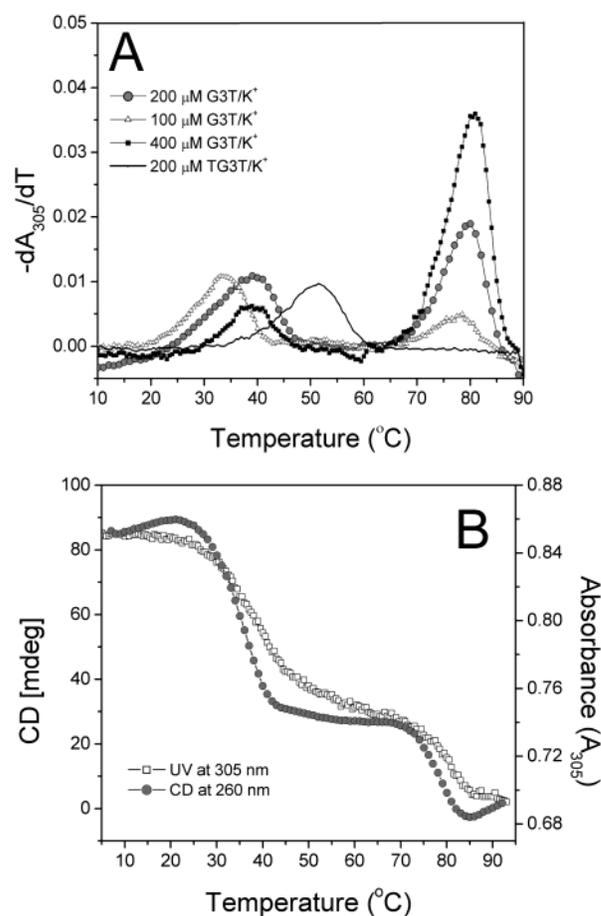 A
0.05
0.04
0.03
0.02
0.01
0.00
-dA₃₀₅/dT
200 μM G3T/K⁺
100 μM G3T/K⁺
400 μM G3T/K⁺
200 μM TG3T/K⁺
10 20 30 40 50 60 70 80 90
Temperature (°C)
B
100
80
60
40
20
0
CD [mdeg]
0.88
0.84
0.80
0.76
0.72
0.68
Absorbance (A₃₀₅)
UV at 305 nm
CD at 260 nm
10 20 30 40 50 60 70 80 90
Temperature (°C)